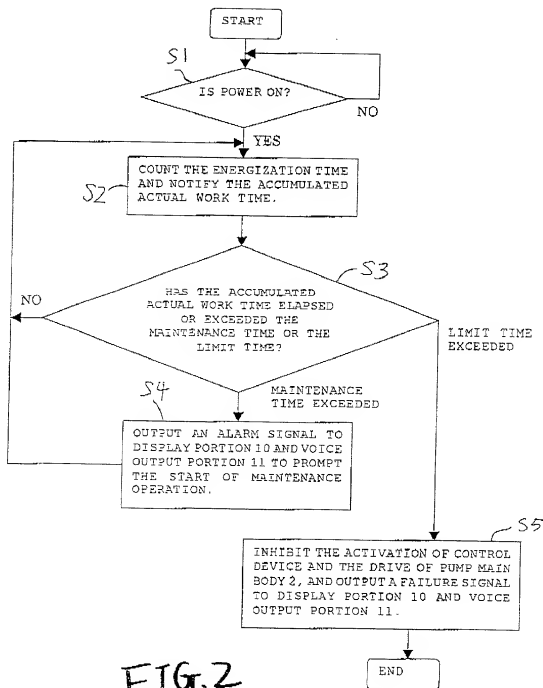 START
S1
IS POWER ON?
NO
YES
S2
COUNT THE ENERGIZATION TIME
AND NOTIFY THE ACCUMULATED
ACTUAL WORK TIME.
S3
HAS THE ACCUMULATED
ACTUAL WORK TIME ELAPSED
OR EXCEEDED THE
MAINTENANCE TIME OR THE
LIMIT TIME?
NO
LIMIT TIME
EXCEEDED
S4
MAINTENANCE
TIME EXCEEDED
OUTPUT AN ALARM SIGNAL TO
DISPLAY PORTION 10 AND VOICE
OUTPUT PORTION 11 TO PROMPT
THE START OF MAINTENANCE
OPERATION.
S5
INHIBIT THE ACTIVATION OF CONTROL
DEVICE AND THE DRIVE OF PUMP MAIN
BODY 2, AND OUTPUT A FAILURE SIGNAL
TO DISPLAY PORTION 10 AND VOICE
OUTPUT PORTION 11.
END
FIG.2